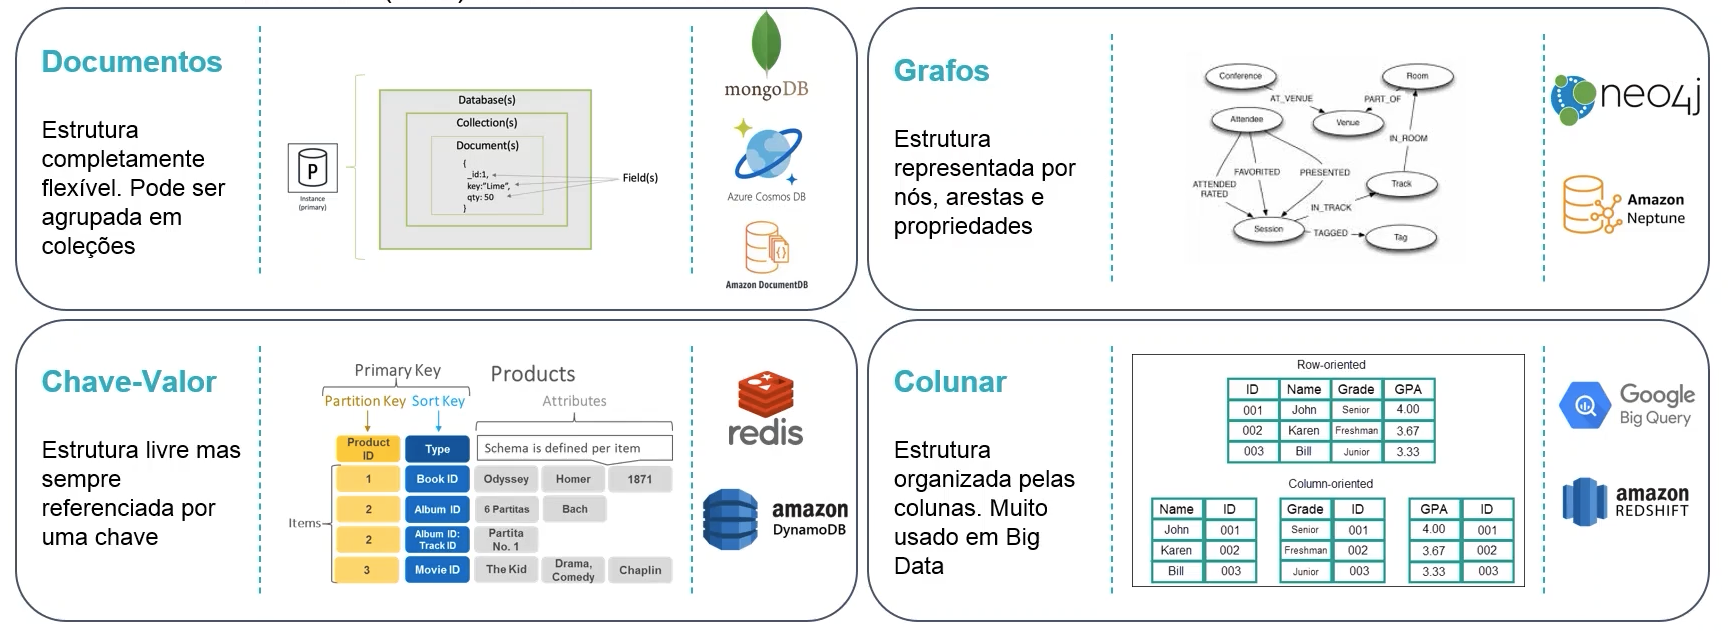 Documentos
Estrutura
completamente
flexível. Pode ser
agrupada em
coleções
P
Instance
(primary)
Database(s)
Collection(s)
Document(s)
{
_id:1,
key:"Lime",
qty: 50
}
Field(s)
mongoDB
Azure Cosmos DB
{}
Amazon DocumentDB
Grafos
Estrutura
representada por
nós, arestas e
propriedades
Conference
Room
AT_VENUE
PART_OF
Attendee
Venue
IN_ROOM
FAVORITED
PRESENTED
ATTENDED
RATED
Track
IN_TRACK
Session
TAGGED
Tag
neo4j
Amazon
Neptune
Chave-Valor
Estrutura livre mas
sempre
referenciada por
uma chave
Primary Key
Products
Partition Key
Sort Key
Attributes
Product
ID
Type
Schema is defined per item
1
Book ID
Odyssey
Homer
1871
2
Album ID
6 Partitas
Bach
Items
2
Album ID:
Track ID
Partita
No. 1
3
Movie ID
The Kid
Drama,
Comedy
Chaplin
redis
amazon
DynamoDB
Colunar
Estrutura
organizada pelas
colunas. Muito
usado em Big
Data
Row-oriented
ID Name Grade GPA
001 John Senior 4.00
002 Karen Freshman 3.67
003 Bill Junior 3.33
Column-oriented
Name ID Grade ID GPA ID
John 001 Senior 001 4.00 001
Karen 002 Freshman 002 3.67 002
Bill 003 Junior 003 3.33 003
Google
Big Query
amazon
REDSHIFT